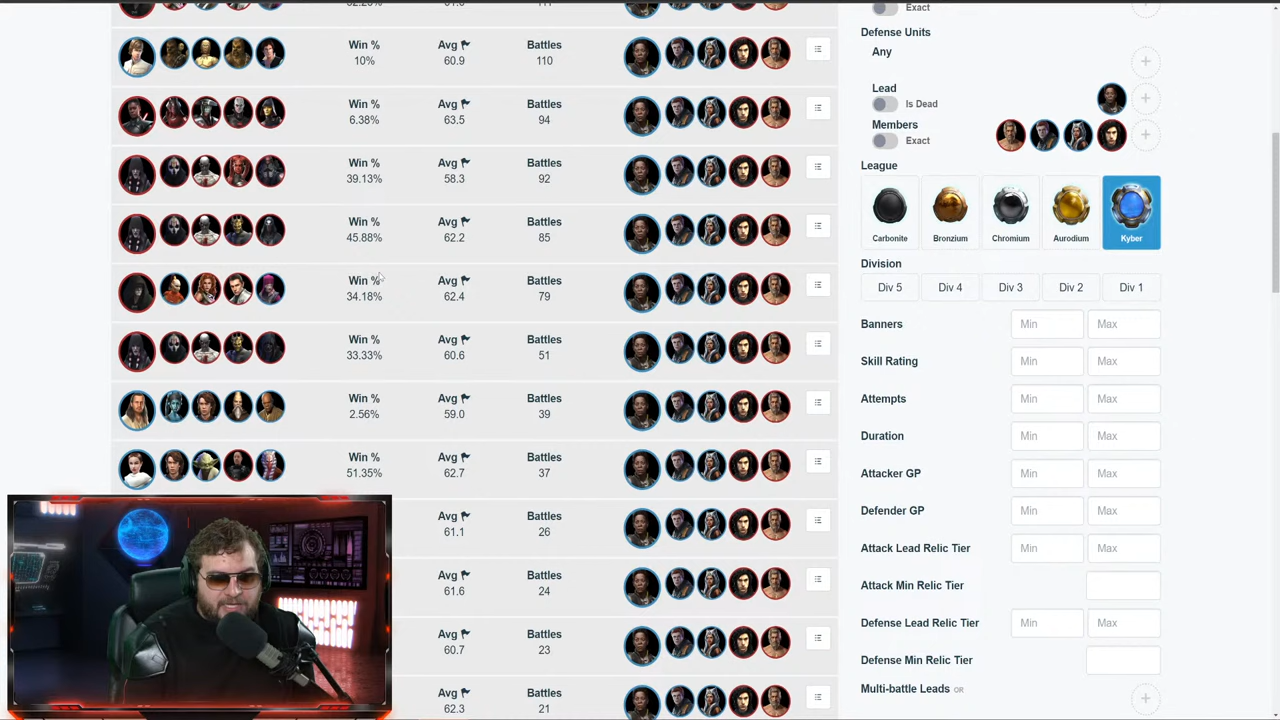 Exact
Defense Units
Any
Lead
Is Dead
Members
Exact
League
Carbonite Bronzium Chromium Aurodium Kyber
Division
Div 5 Div 4 Div 3 Div 2 Div 1
Banners Min Max
Skill Rating Min Max
Attempts Min Max
Duration Min Max
Attacker GP Min Max
Defender GP Min Max
Attack Lead Relic Tier Min Max
Attack Min Relic Tier
Defense Lead Relic Tier Min Max
Defense Min Relic Tier
Multi-battle Leads OR
Win % Avg Battles
10% 60.9 110
Win % Avg Battles
6.38% 63.5 94
Win % Avg Battles
39.13% 58.3 92
Win % Avg Battles
45.88% 62.2 85
Win % Avg Battles
34.18% 62.4 79
Win % Avg Battles
33.33% 60.6 51
Win % Avg Battles
2.56% 59.0 39
Win % Avg Battles
51.35% 62.7 37
Avg Battles
61.1 26
Avg Battles
61.6 24
Avg Battles
60.7 23
Avg Battles
62.3 21